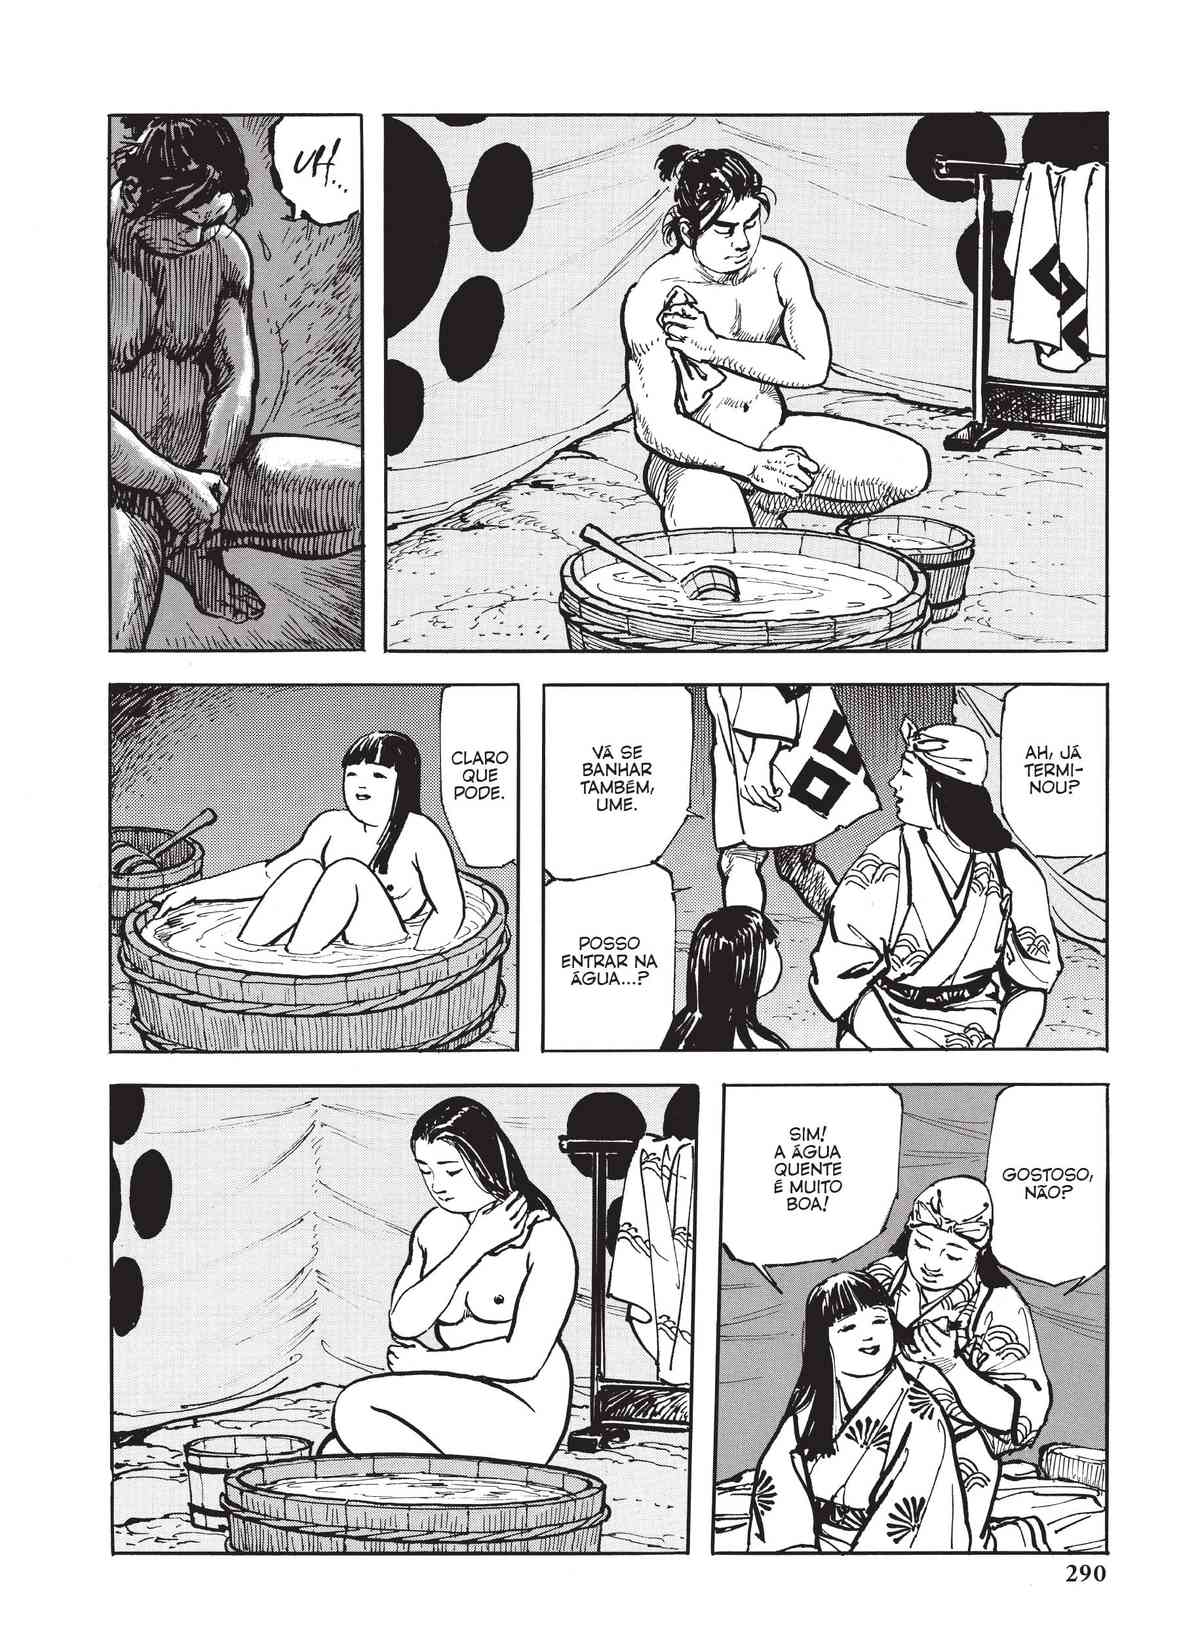 UH!...
AH, JÁ
TERMI-
NOU?
VÁ SE
BANHAR
TAMBÉM,
UME.
POSSO
ENTRAR NA
ÁGUA...?
CLARO
QUE
PODE.
GOSTOSO,
NÃO?
SIM!
A ÁGUA
QUENTE
É MUITO
BOA!
290